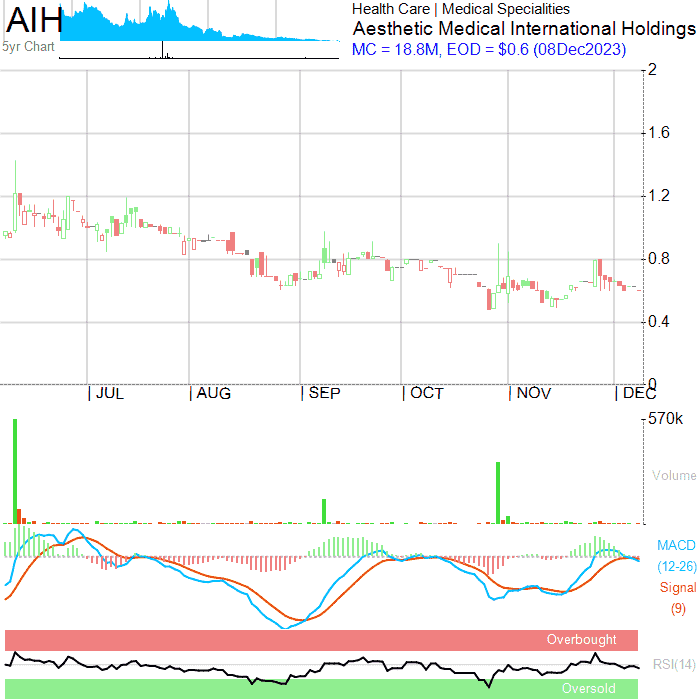 AIH
5yr Chart
Health Care | Medical Specialities
Aesthetic Medical International Holdings
MC = 18.8M, EOD = $0.6 (08Dec2023)
2
1.6
1.2
0.8
0.4
0
JUL AUG SEP OCT NOV DEC
570k
Volume
MACD
(12-26)
Signal
(9)
Overbought
RSI(14)
Oversold